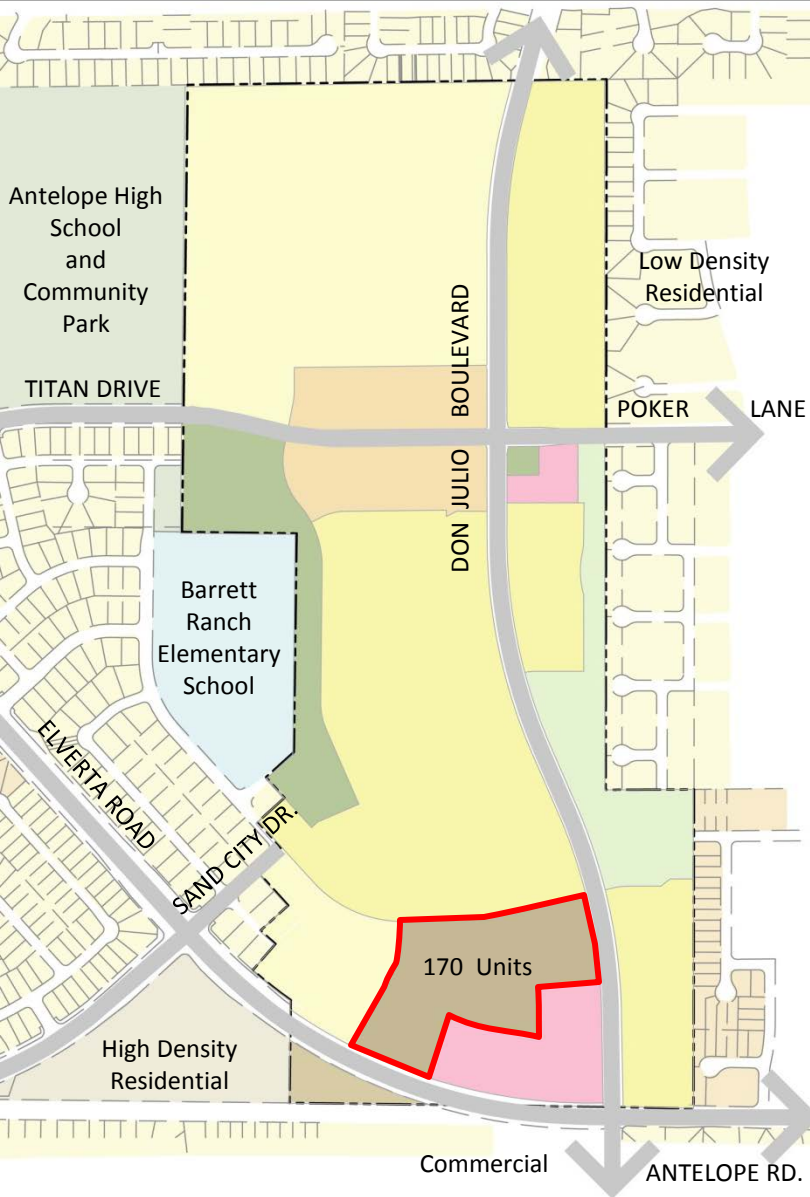 Antelope High
School
and
Community
Park
Low Density
Residential
DON JULIO BOULEVARD
TITAN DRIVE
POKER LANE
Barrett
Ranch
Elementary
School
ELVERTA ROAD
SAND CITY DR.
170 Units
High Density
Residential
Commercial
ANTELOPE RD.